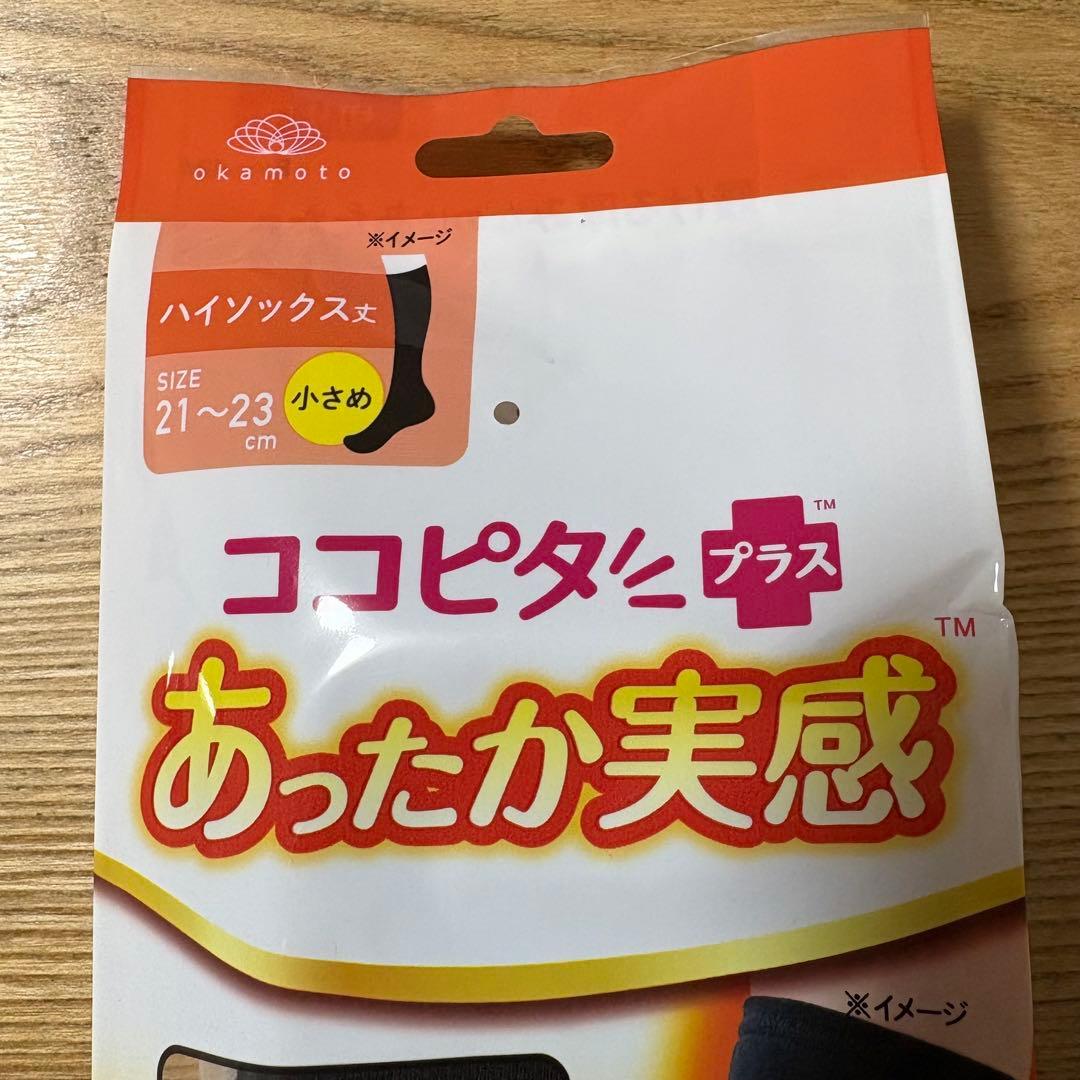 okamoto
※イメージ
ハイソックス丈
SIZE
21～23
cm
小さめ
ココピタ
プラス
TM
あったか実感
TM
※イメージ